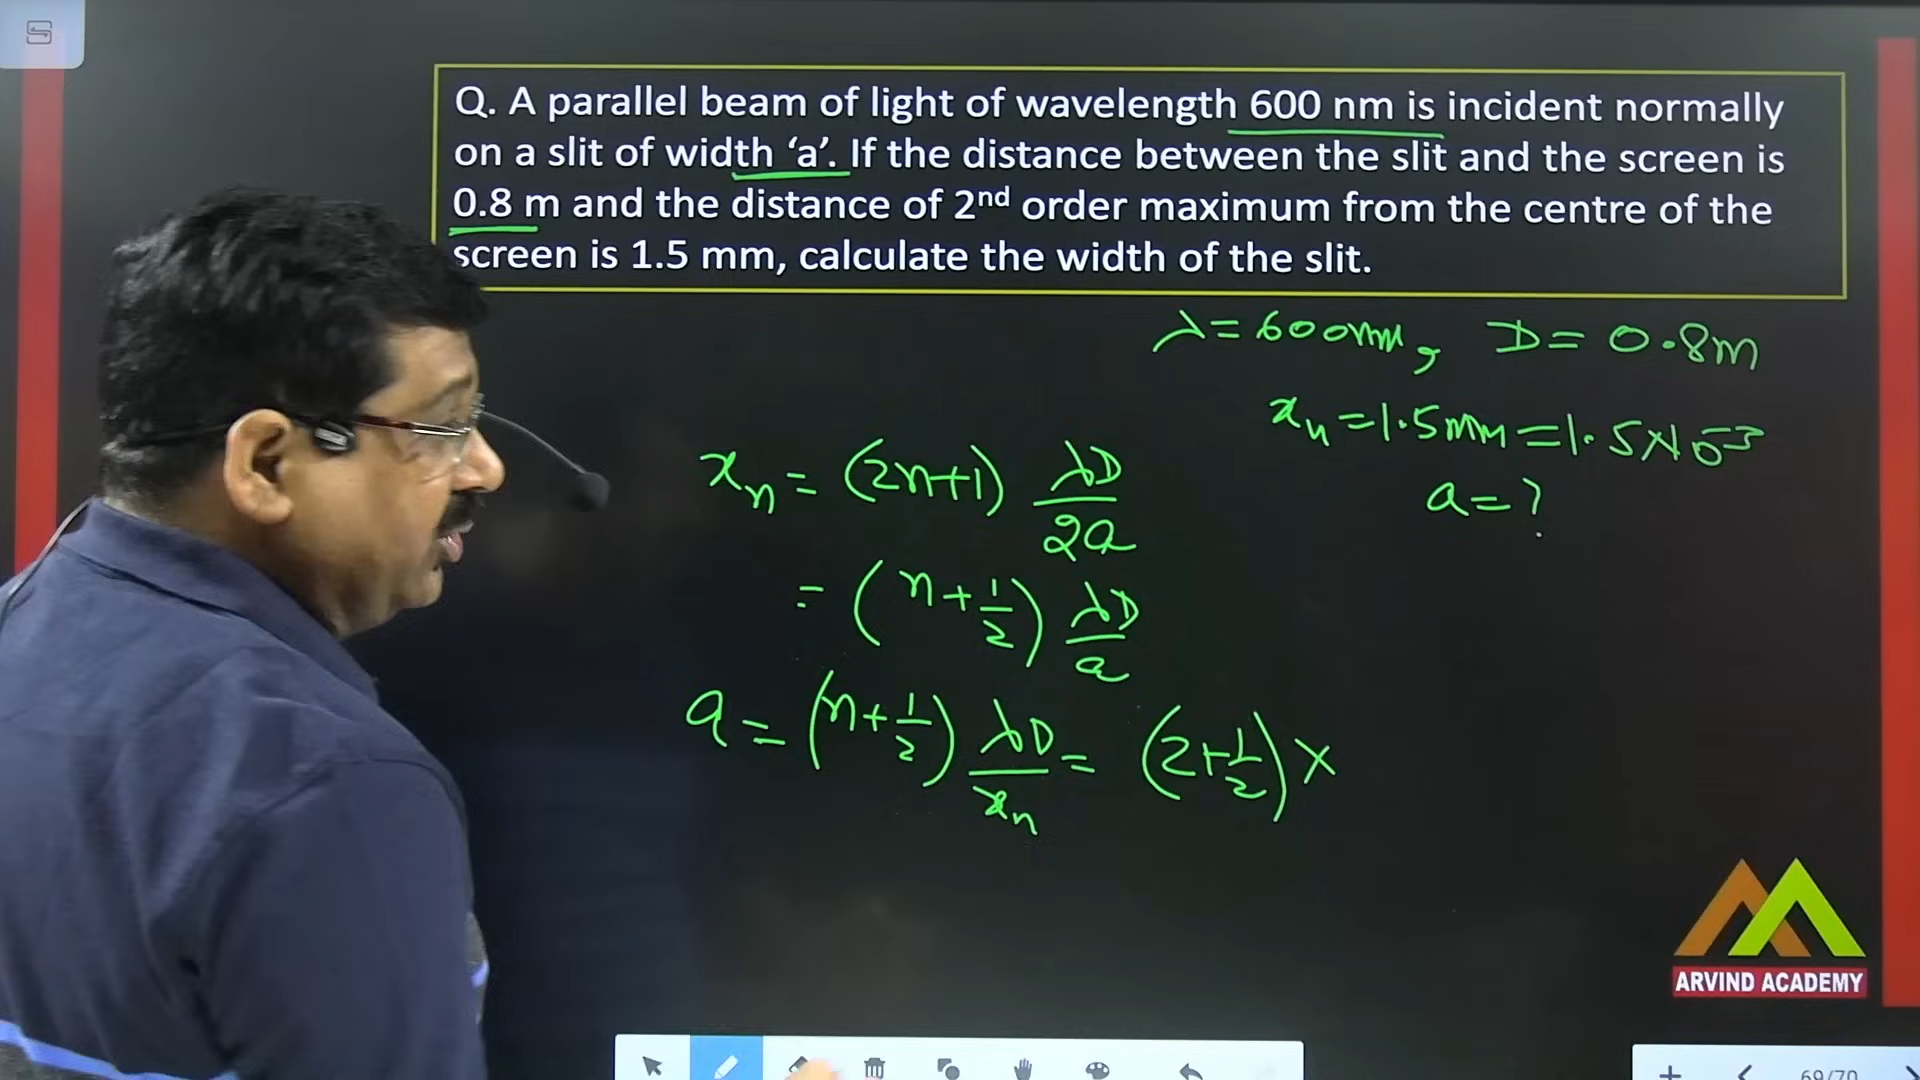 Q. A parallel beam of light of wavelength 600 nm is incident normally
on a slit of width ‘a’. If the distance between the slit and the screen is
0.8 m and the distance of 2nd order maximum from the centre of the
screen is 1.5 mm, calculate the width of the slit.
λ = 600nm, D = 0.8m
xₙ = 1.5mm = 1.5×10⁻³
a = ?
xₙ = (2n+1) λD/2a
= (n+1/2) λD/a
a = (n+1/2) λD/xₙ = (2+1/2) ×
ARVIND ACADEMY
69/70